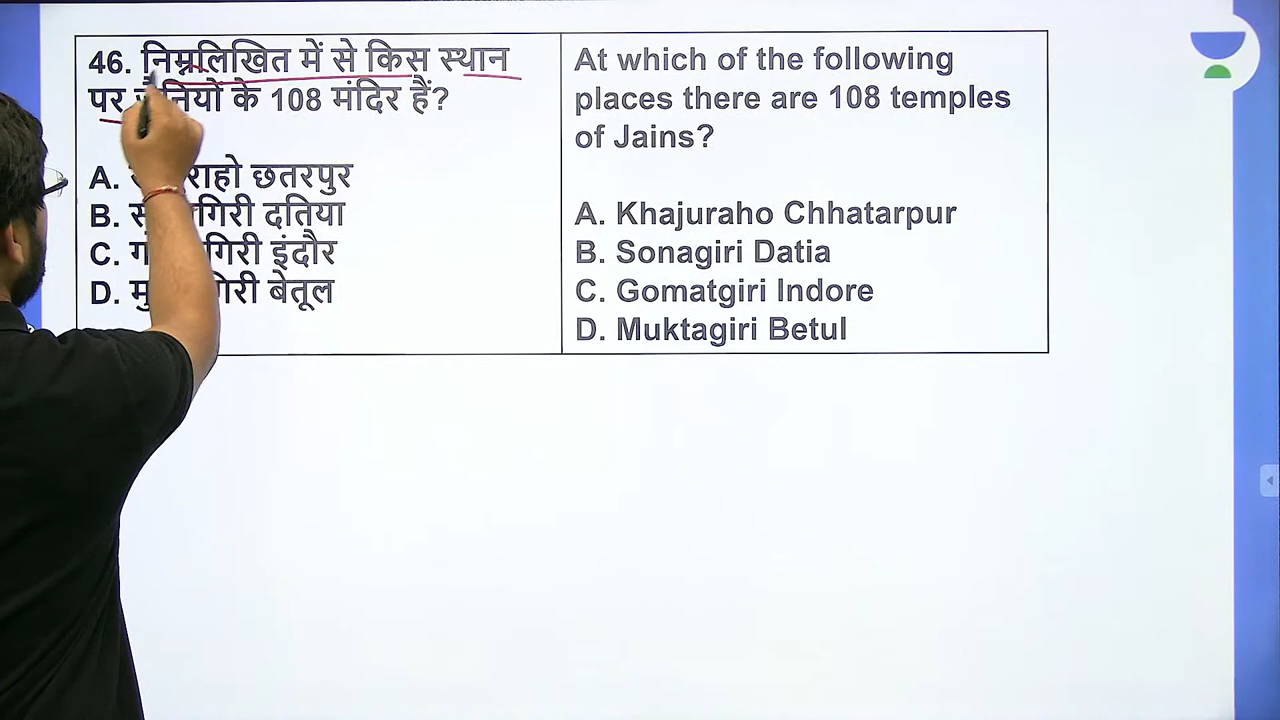 46. निम्नलिखित में से किस स्थान
पर के 108 मंदिर हैं?
A. छतरपुर
B. दतिया
C. इंदौर
D. बेतूल
At which of the following
places there are 108 temples
of Jains?
A. Khajuraho Chhatarpur
B. Sonagiri Datia
C. Gomatgiri Indore
D. Muktagiri Betul